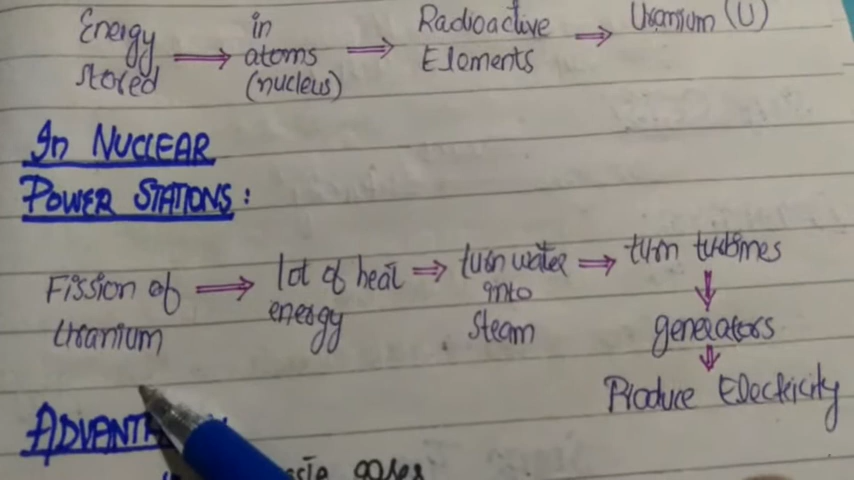 Energy stored ⇒ in atoms (nucleus) ⇒ Radioactive Elements ⇒ Uranium (U)
IN NUCLEAR
POWER STATIONS:
Fission of Uranium ⇒ lot of heat energy ⇒ turn water into steam ⇒ turn turbines
⇓
generators
⇓
Produce Electricity
gases